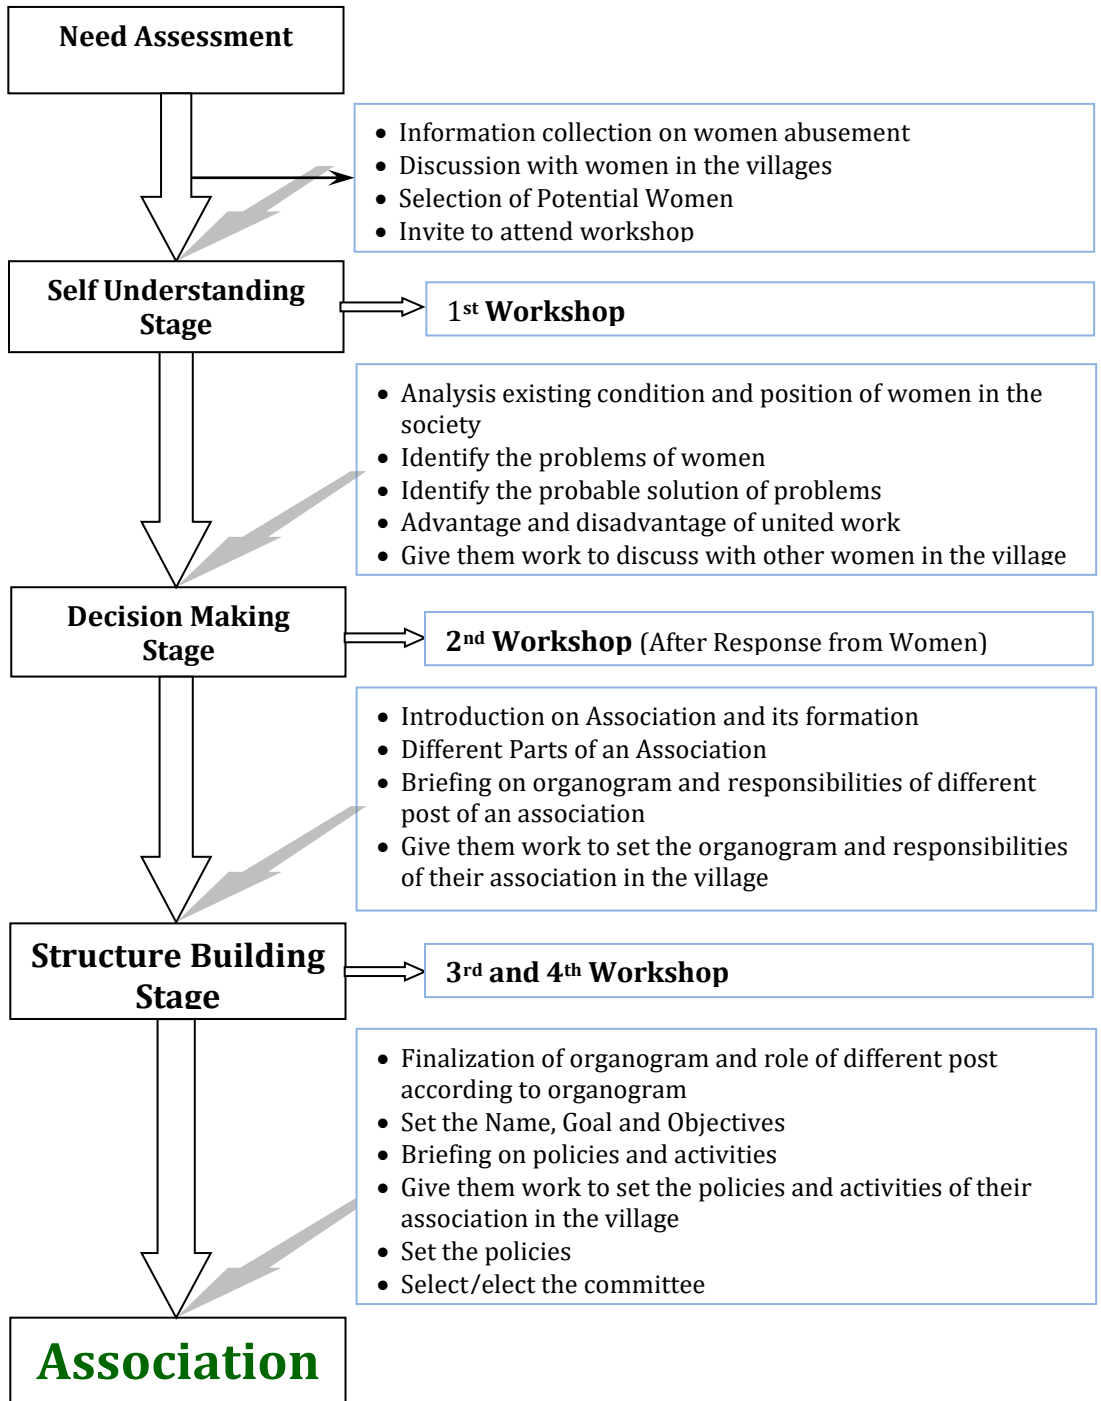 Need Assessment
• Information collection on women abusement
• Discussion with women in the villages
• Selection of Potential Women
• Invite to attend workshop
Self Understanding
Stage
1st Workshop
• Analysis existing condition and position of women in the
society
• Identify the problems of women
• Identify the probable solution of problems
• Advantage and disadvantage of united work
• Give them work to discuss with other women in the village
Decision Making
Stage
2nd Workshop (After Response from Women)
• Introduction on Association and its formation
• Different Parts of an Association
• Briefing on organogram and responsibilities of different
post of an association
• Give them work to set the organogram and responsibilities
of their association in the village
Structure Building
Stage
3rd and 4th Workshop
• Finalization of organogram and role of different post
according to organogram
• Set the Name, Goal and Objectives
• Briefing on policies and activities
• Give them work to set the policies and activities of their
association in the village
• Set the policies
• Select/elect the committee
Association